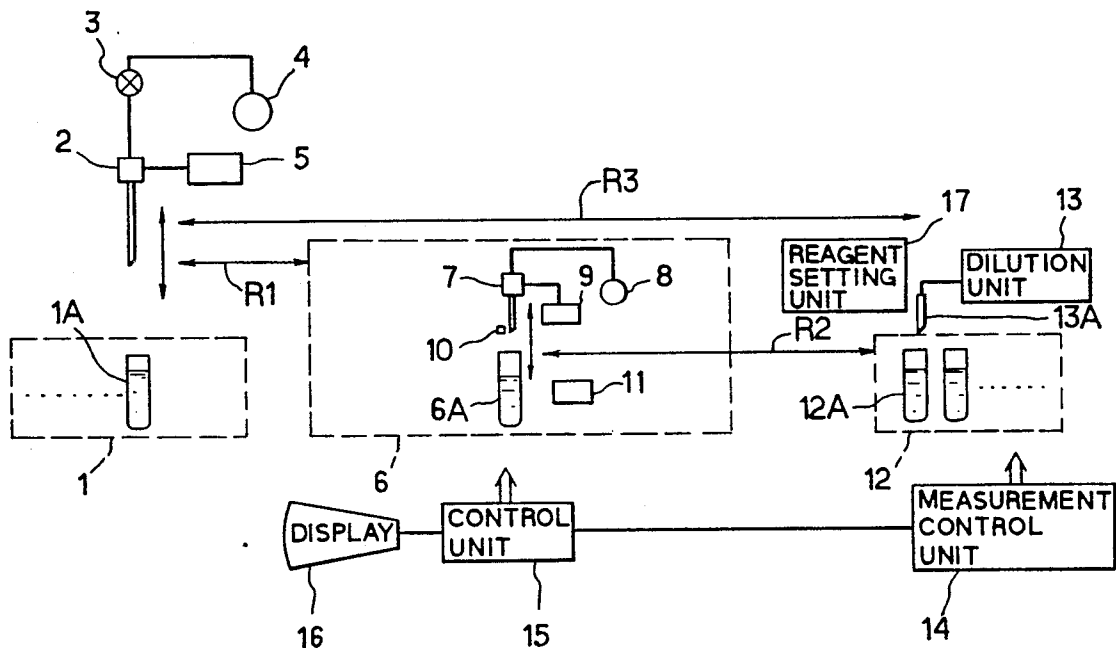 3
4
2
5
R3
17
13
REAGENT
SETTING
UNIT
DILUTION
UNIT
R1
7
9
8
13A
1A
10
R2
6A
11
12A
1
6
12
DISPLAY
CONTROL
UNIT
MEASUREMENT
CONTROL
UNIT
16
15
14